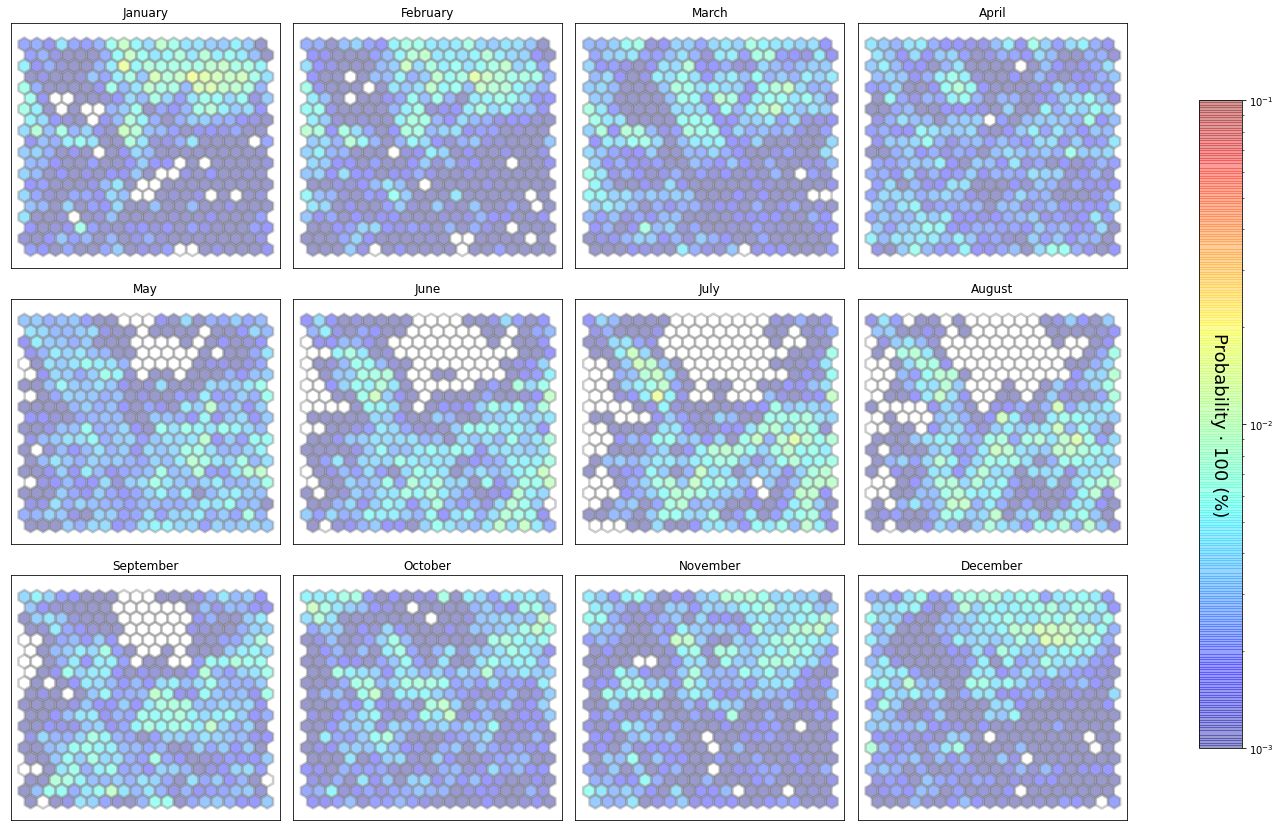 January
February
March
April
May
June
July
August
September
October
November
December
10⁻¹
10⁻²
10⁻³
Probability · 100 (%)